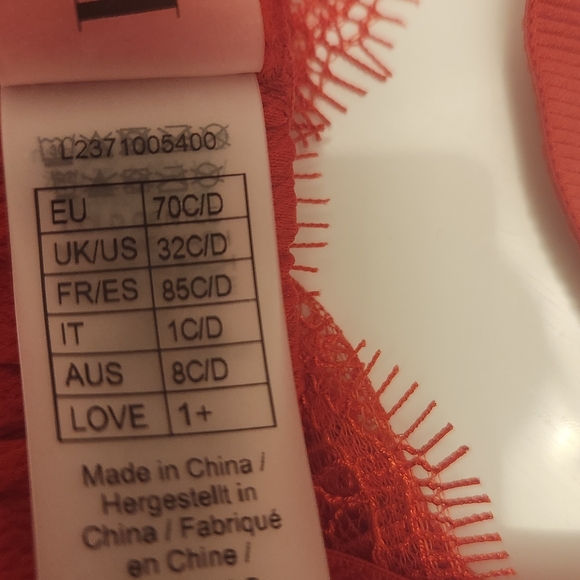 L2371005400
EU 70C/D
UK/US 32C/D
FR/ES 85C/D
IT 1C/D
AUS 8C/D
LOVE 1+
Made in China /
Hergestellt in
China / Fabriqué
en Chine /